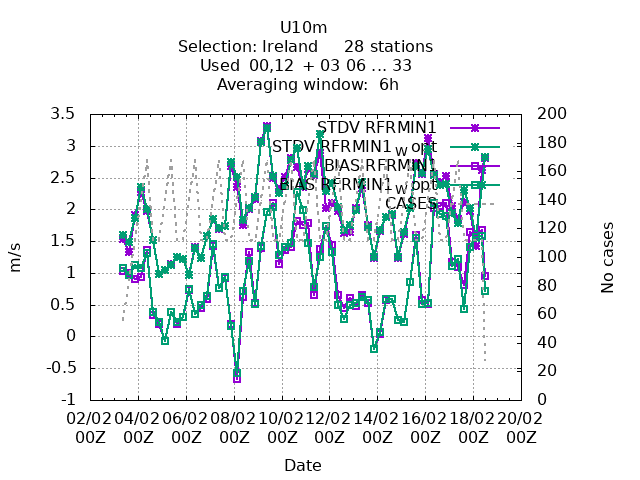 U10m
Selection: Ireland 28 stations
Used 00,12 + 03 06 ... 33
Averaging window: 6h
3.5
3
2.5
2
1.5
1
0.5
0
-0.5
-1
m/s
200
180
160
140
120
100
80
60
40
20
0
No cases
STDV RFRMIN1
STDV RFRMIN1_w opt
BIAS RFRMIN1
BIAS RFRMIN1_w opt
CASES
02/02 04/02 06/02 08/02 10/02 12/02 14/02 16/02 18/02 20/02
00Z 00Z 00Z 00Z 00Z 00Z 00Z 00Z 00Z 00Z
Date